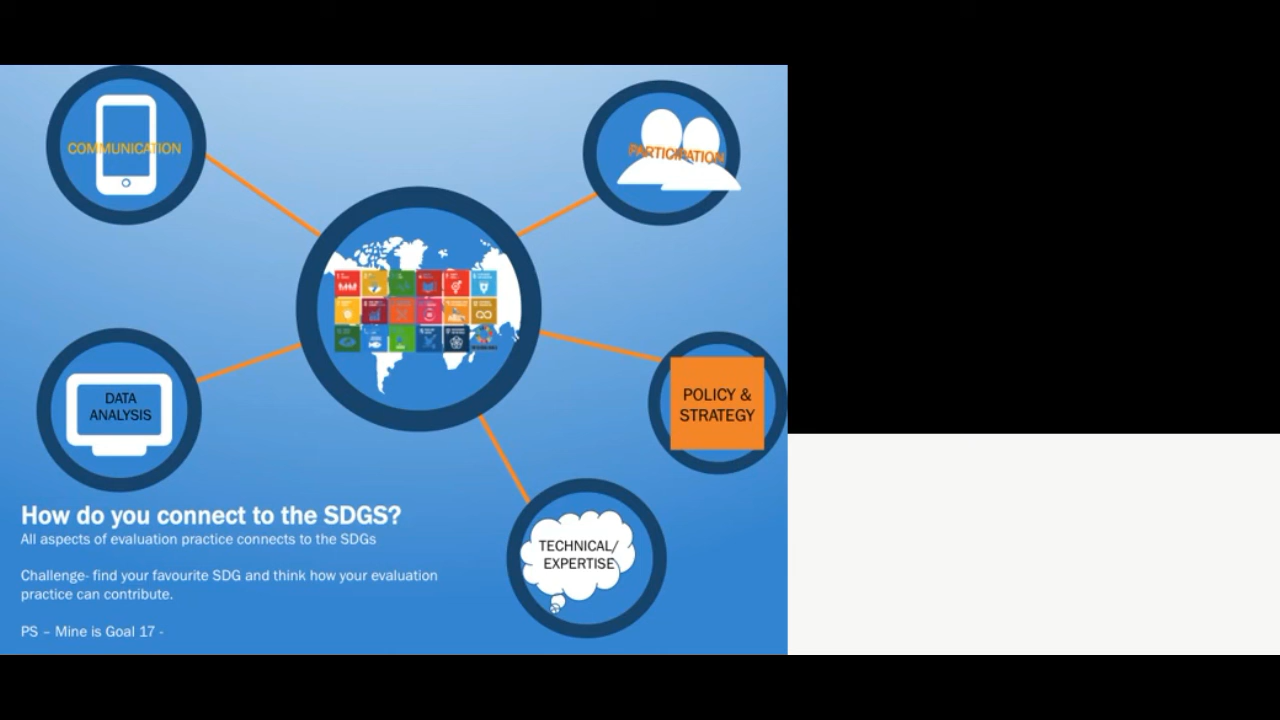 COMMUNICATION
PARTICIPATION
DATA
ANALYSIS
POLICY &
STRATEGY
TECHNICAL/
EXPERTISE
How do you connect to the SDGS?
All aspects of evaluation practice connects to the SDGs
Challenge- find your favourite SDG and think how your evaluation
practice can contribute.
PS – Mine is Goal 17 -